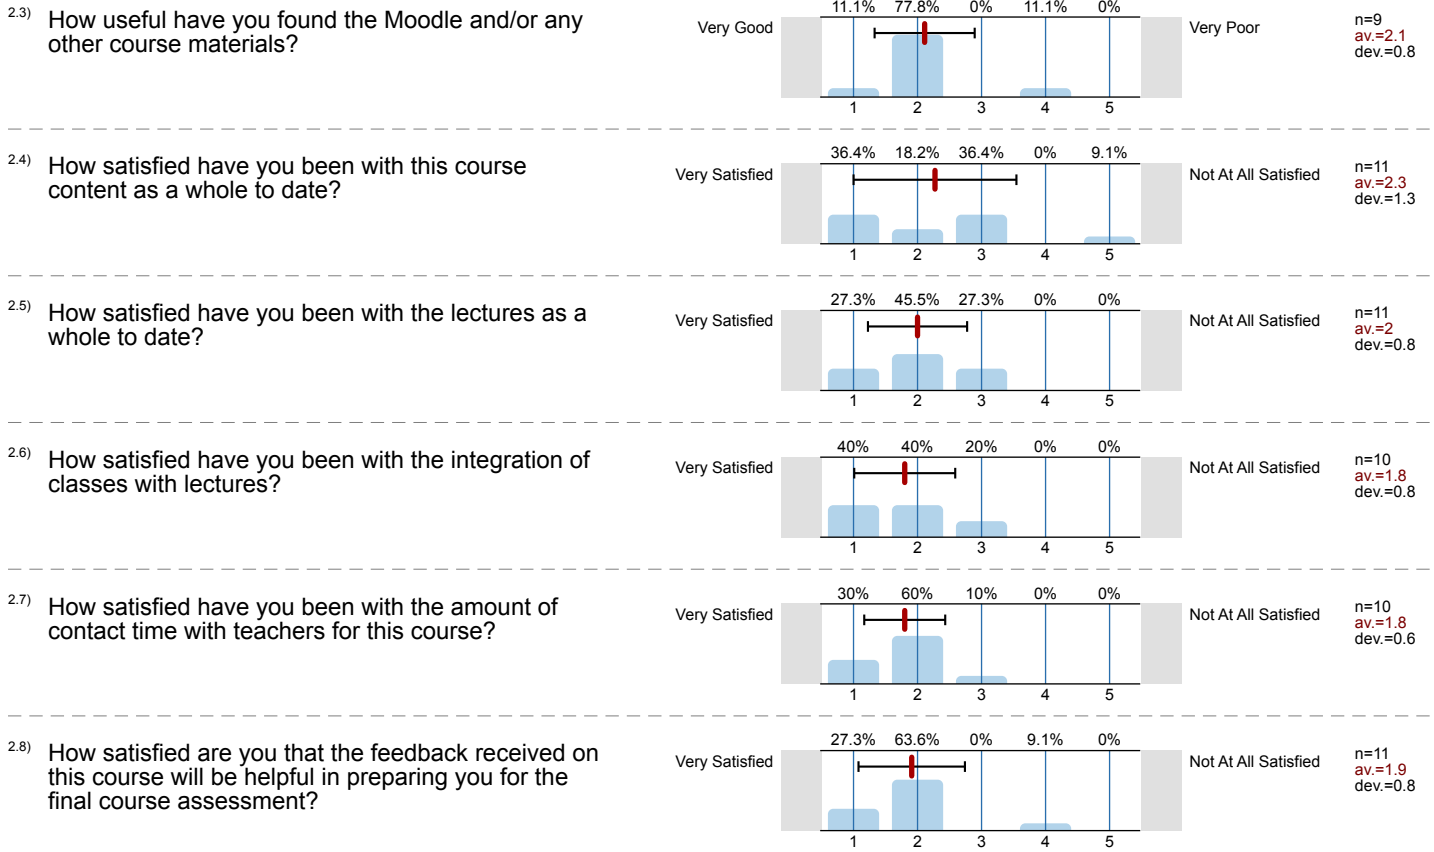 2.3) How useful have you found the Moodle and/or any
other course materials?
11.1% 77.8% 0% 11.1% 0%
Very Good
Very Poor
n=9
av.=2.1
dev.=0.8
1 2 3 4 5
2.4) How satisfied have you been with this course
content as a whole to date?
36.4% 18.2% 36.4% 0% 9.1%
Very Satisfied
Not At All Satisfied
n=11
av.=2.3
dev.=1.3
1 2 3 4 5
2.5) How satisfied have you been with the lectures as a
whole to date?
27.3% 45.5% 27.3% 0% 0%
Very Satisfied
Not At All Satisfied
n=11
av.=2
dev.=0.8
1 2 3 4 5
2.6) How satisfied have you been with the integration of
classes with lectures?
40% 40% 20% 0% 0%
Very Satisfied
Not At All Satisfied
n=10
av.=1.8
dev.=0.8
1 2 3 4 5
2.7) How satisfied have you been with the amount of
contact time with teachers for this course?
30% 60% 10% 0% 0%
Very Satisfied
Not At All Satisfied
n=10
av.=1.8
dev.=0.6
1 2 3 4 5
2.8) How satisfied are you that the feedback received on
this course will be helpful in preparing you for the
final course assessment?
27.3% 63.6% 0% 9.1% 0%
Very Satisfied
Not At All Satisfied
n=11
av.=1.9
dev.=0.8
1 2 3 4 5